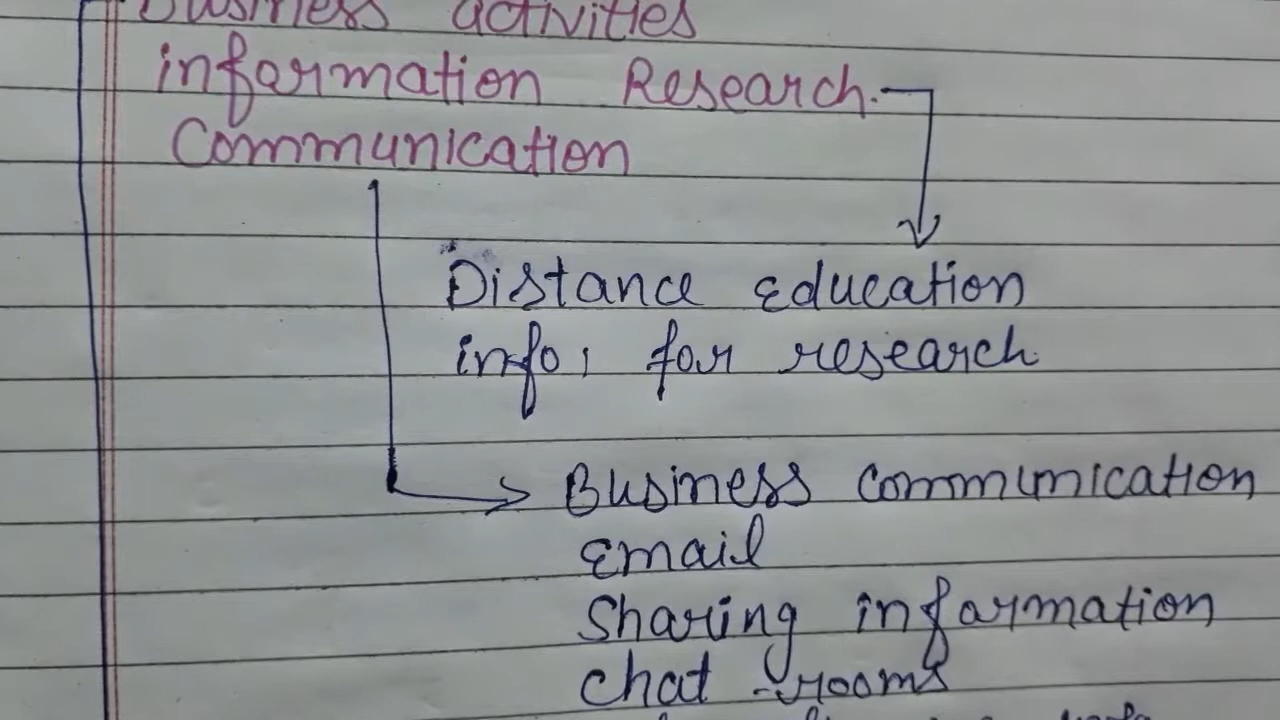 Business activities
information Research.
Communication
Distance Education
info, for research
Business communication
Email
Sharing information
chat -rooms